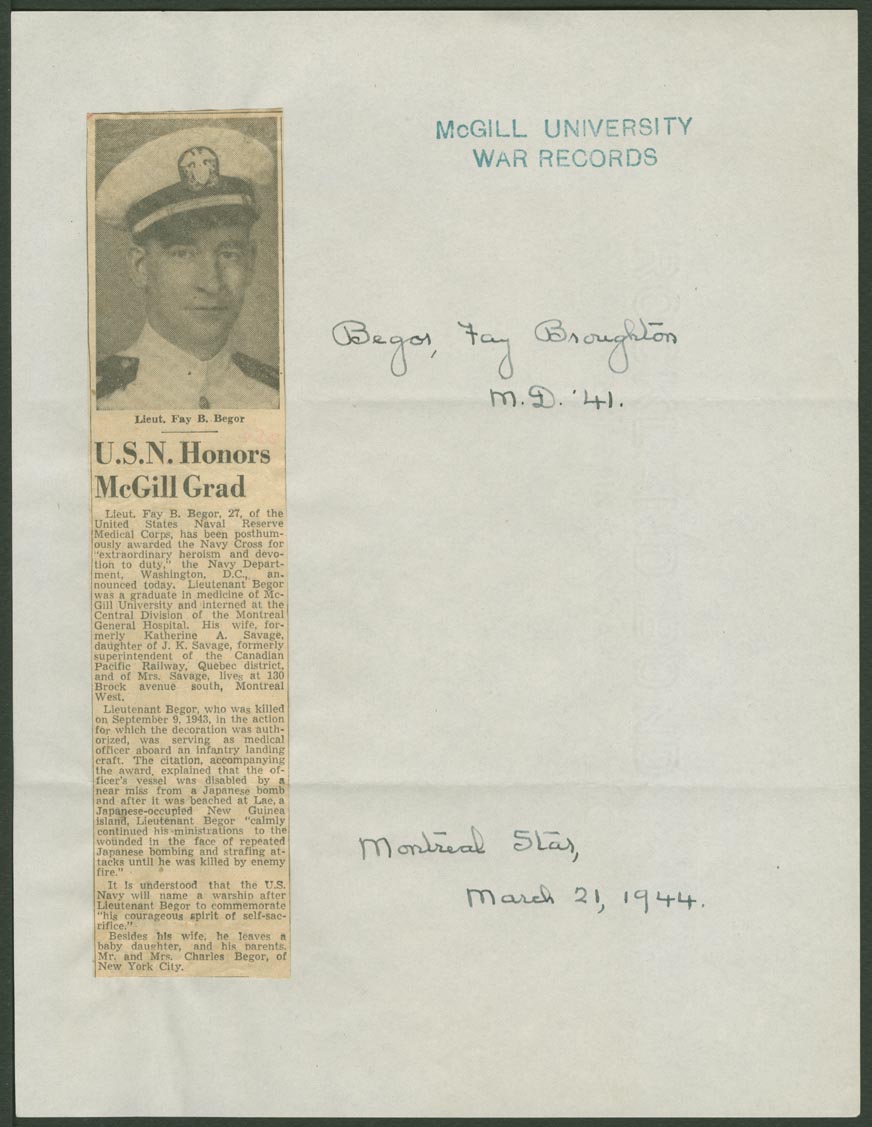 McGILL UNIVERSITY
WAR RECORDS
Begor, Fay Broughton
M.D. '41.
Lieut. Fay B. Begor
U.S.N. Honors
McGill Grad
Lieut. Fay B. Begor, 27, of the
United States Naval Reserve
Medical Corps, has been posthum-
ously awarded the Navy Cross for
"extraordinary heroism and devo-
tion to duty," the Navy Depart-
ment, Washington, D.C., an-
nounced today. Lieutenant Begor
was a graduate in medicine of Mc-
Gill University and interned at the
Central Division of the Montreal
General Hospital. His wife, for-
merly Katherine A. Savage,
daughter of J. K. Savage, formerly
superintendent of the Canadian
Pacific Railway, Quebec district,
and of Mrs. Savage, lives at 130
Brock avenue south, Montreal
West.
Lieutenant Begor, who was killed
on September 9, 1943, in the action
for which the decoration was auth-
orized, was serving as medical
officer aboard an infantry landing
craft. The citation, accompanying
the award, explained that the of-
ficer's vessel was disabled by a
near miss from a Japanese bomb
and after it was beached at Lae, a
Japanese-occupied New Guinea
island, Lieutenant Begor "calmly
continued his ministrations to the
wounded in the face of repeated
Japanese bombing and strafing at-
tacks until he was killed by enemy
fire."
It is understood that the U.S.
Navy will name a warship after
Lieutenant Begor to commemorate
"his courageous spirit of self-sac-
rifice."
Besides his wife, he leaves a
baby daughter, and his parents,
Mr. and Mrs. Charles Begor, of
New York City.
Montreal Star,
March 21, 1944.